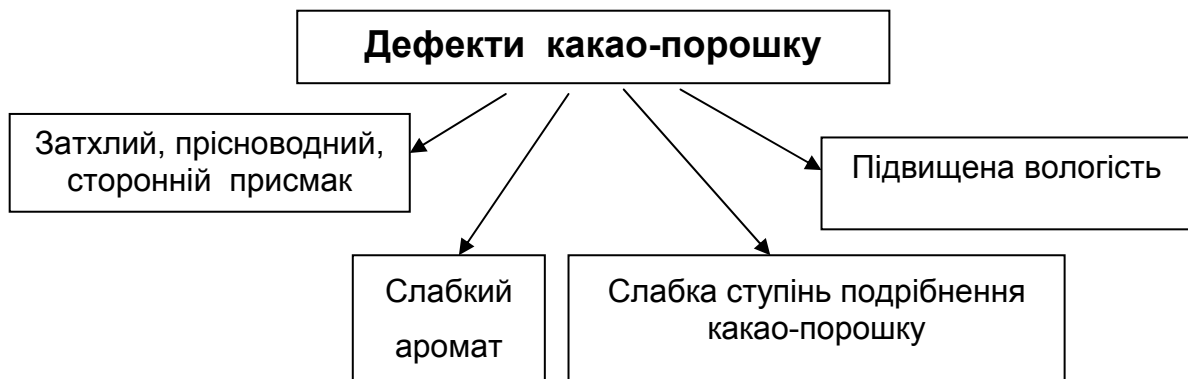 Дефекти какао-порошку
Затхлий, прісноводний,
сторонній присмак
Підвищена вологість
Слабкий
аромат
Слабка ступінь подрібнення
какао-порошку